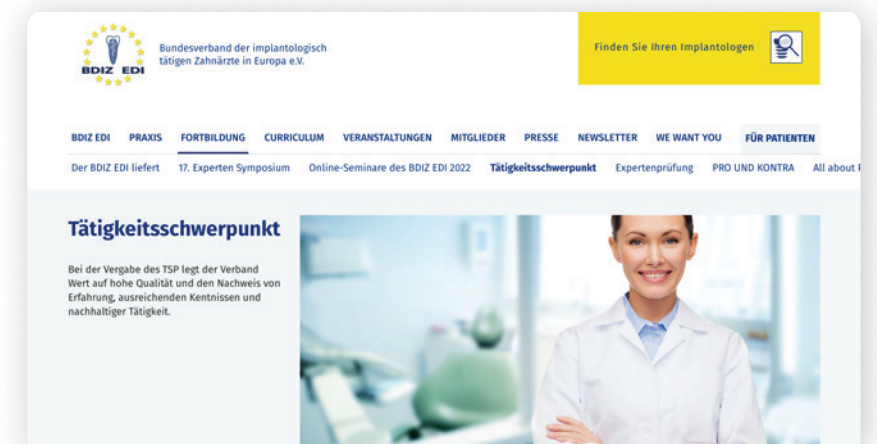 BDIZ EDI
Bundesverband der implantologisch
tätigen Zahnärzte in Europa e.V.
Finden Sie Ihren Implantologen
BDIZ EDI PRAXIS FORTBILDUNG CURRICULUM VERANSTALTUNGEN MITGLIEDER PRESSE NEWSLETTER WE WANT YOU FÜR PATIENTEN
Der BDIZ EDI liefert 17. Experten Symposium Online-Seminare des BDIZ EDI 2022 Tätigkeitsschwerpunkt Expertenprüfung PRO UND KONTRA All about
Tätigkeitsschwerpunkt
Bei der Vergabe des TSP legt der Verband
Wert auf hohe Qualität und den Nachweis von
Erfahrung, ausreichenden Kentnissen und
nachhaltiger Tätigkeit.